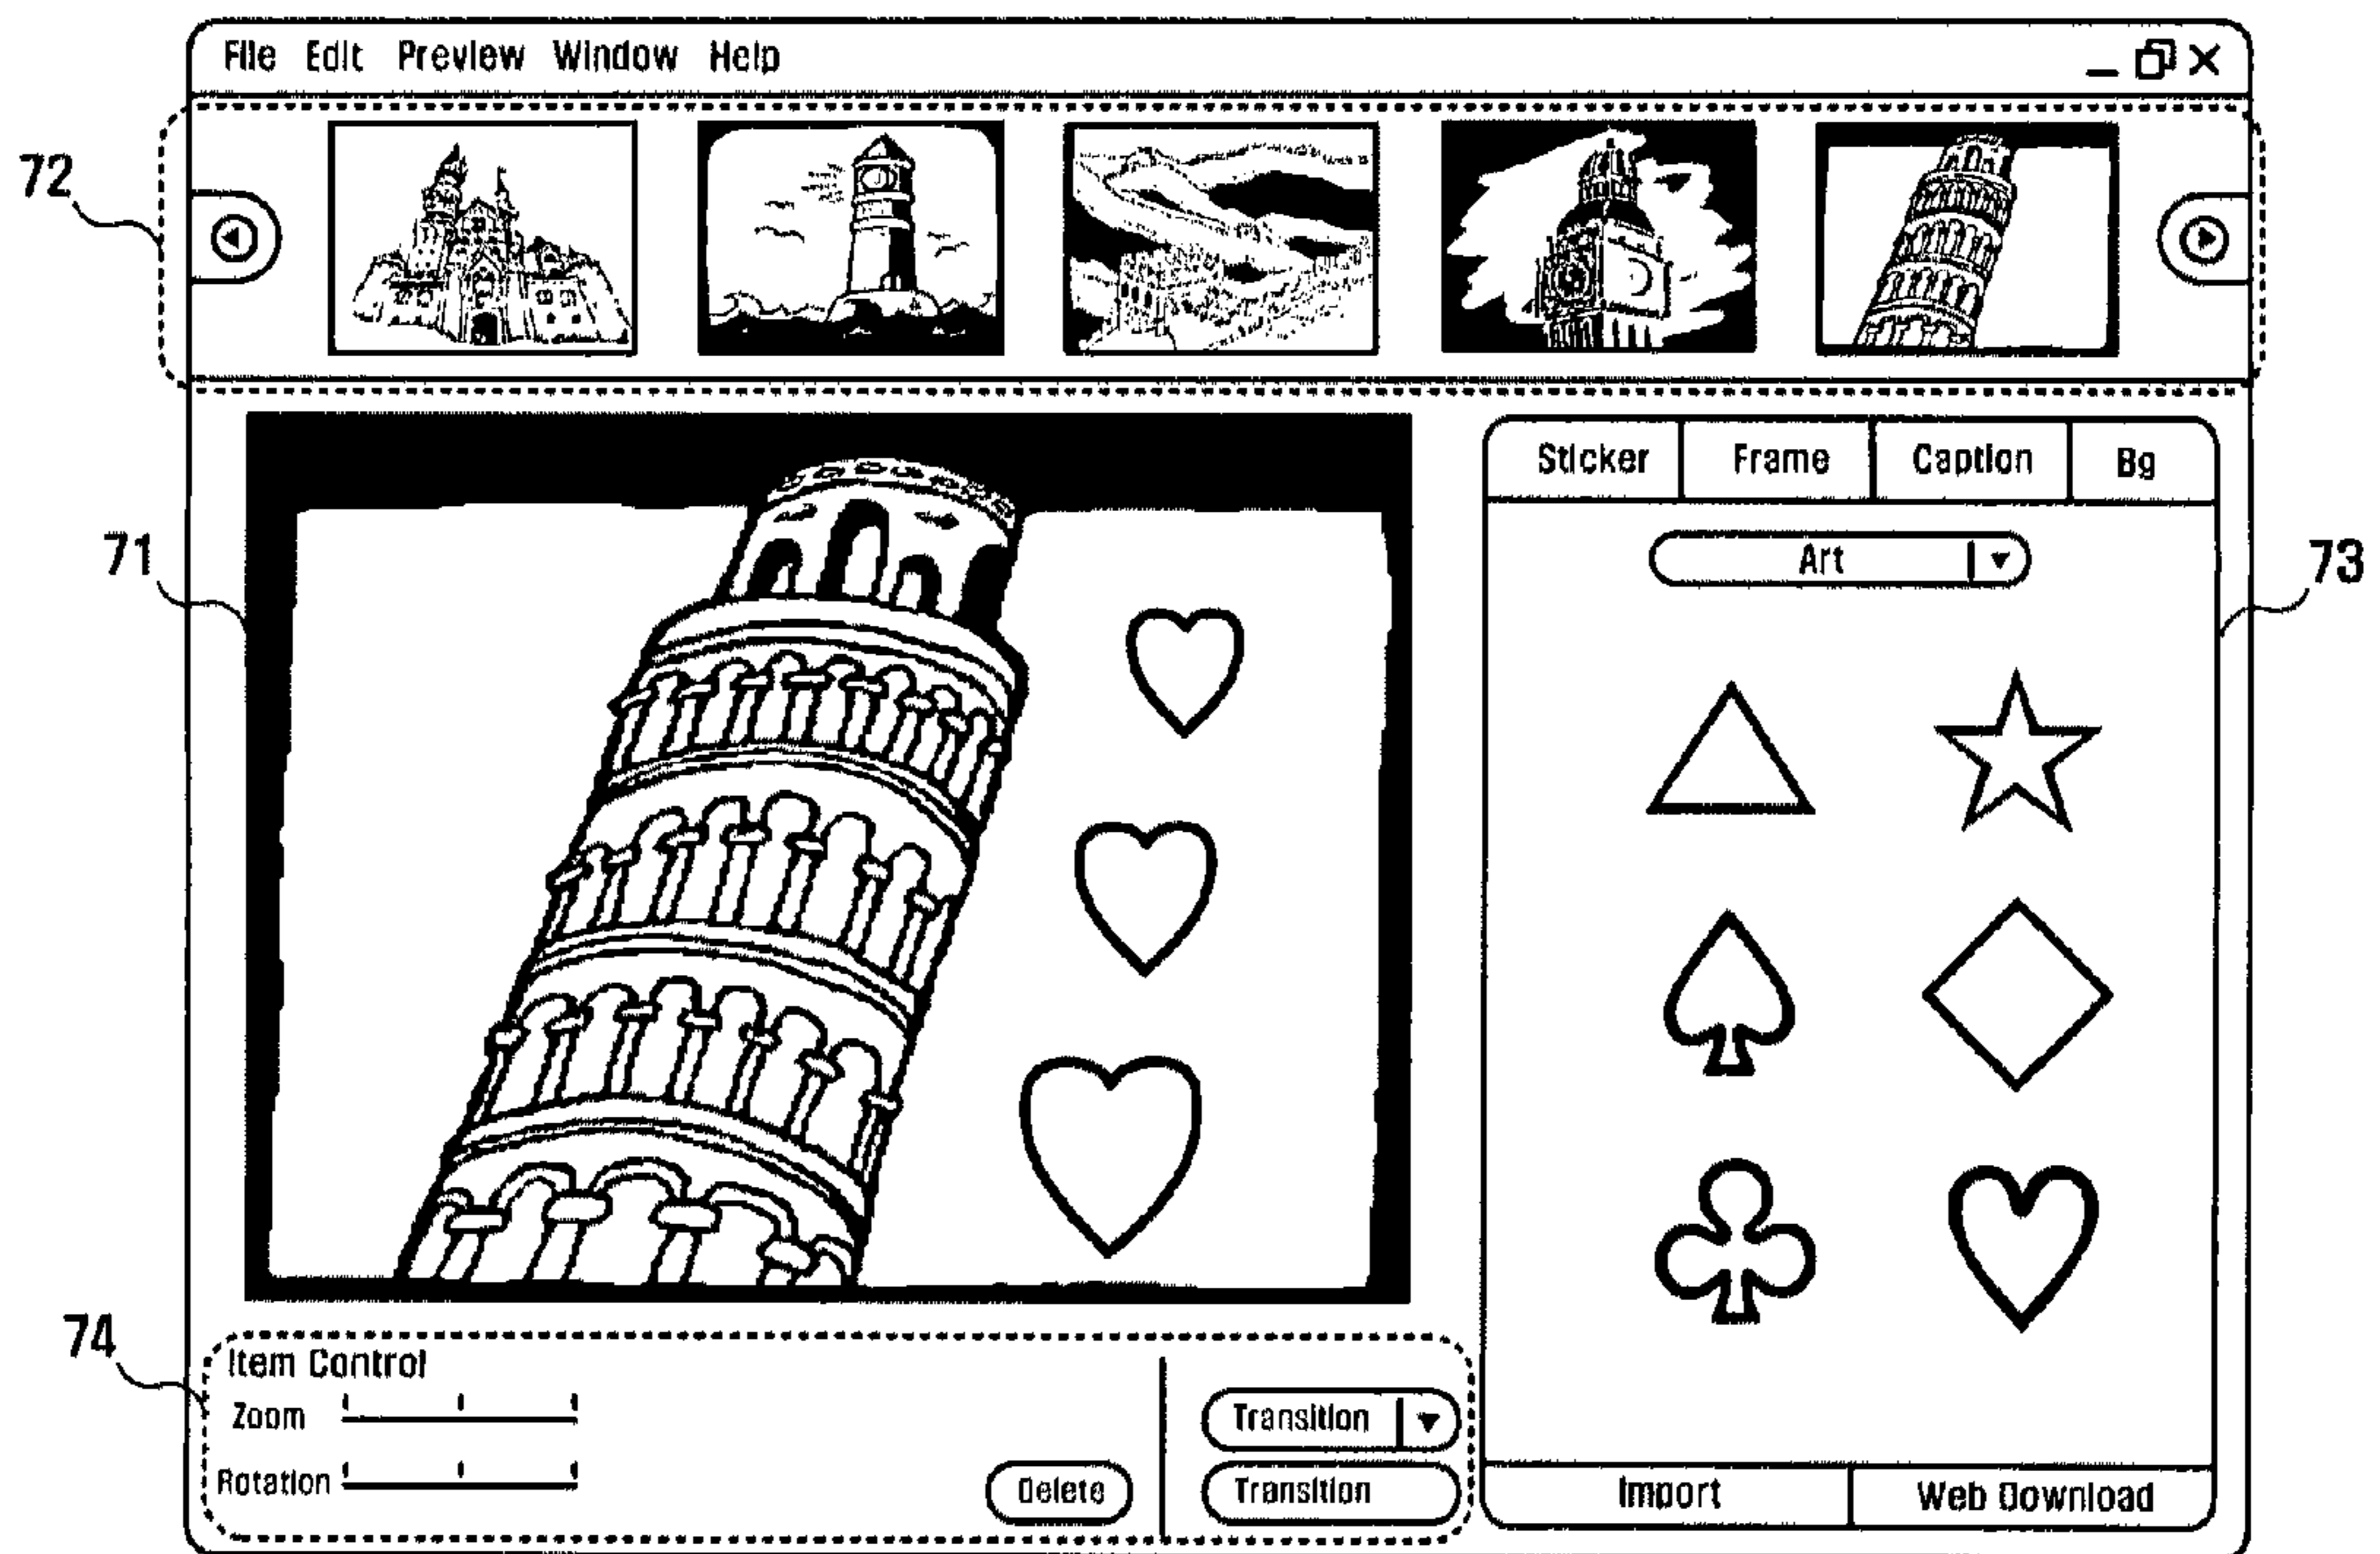 File Edit Preview Window Help
72
71
Sticker Frame Caption Bg
Art
73
74
Item Control
Zoom
Rotation
Delete
Transition
Transition
Import Web Download